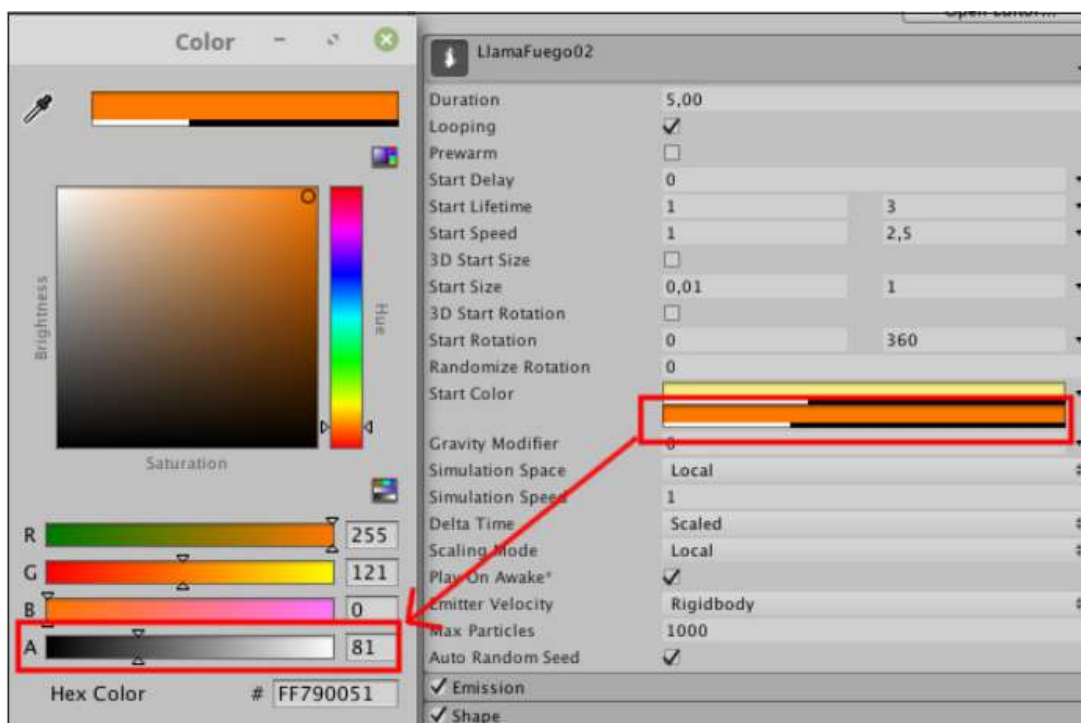 Color
Brightness
Hue
Saturation
R 255
G 121
B 0
A 81
Hex Color # FF790051
Open Editor...
LlamaFuego02
Duration 5,00
Looping
Prewarm
Start Delay 0
Start Lifetime 1 3
Start Speed 1 2,5
3D Start Size
Start Size 0,01 1
3D Start Rotation
Start Rotation 0 360
Randomize Rotation 0
Start Color
Gravity Modifier 0
Simulation Space Local
Simulation Speed 1
Delta Time Scaled
Scaling Mode Local
Play On Awake*
Emitter Velocity Rigidbody
Max Particles 1000
Auto Random Seed
Emission
Shape